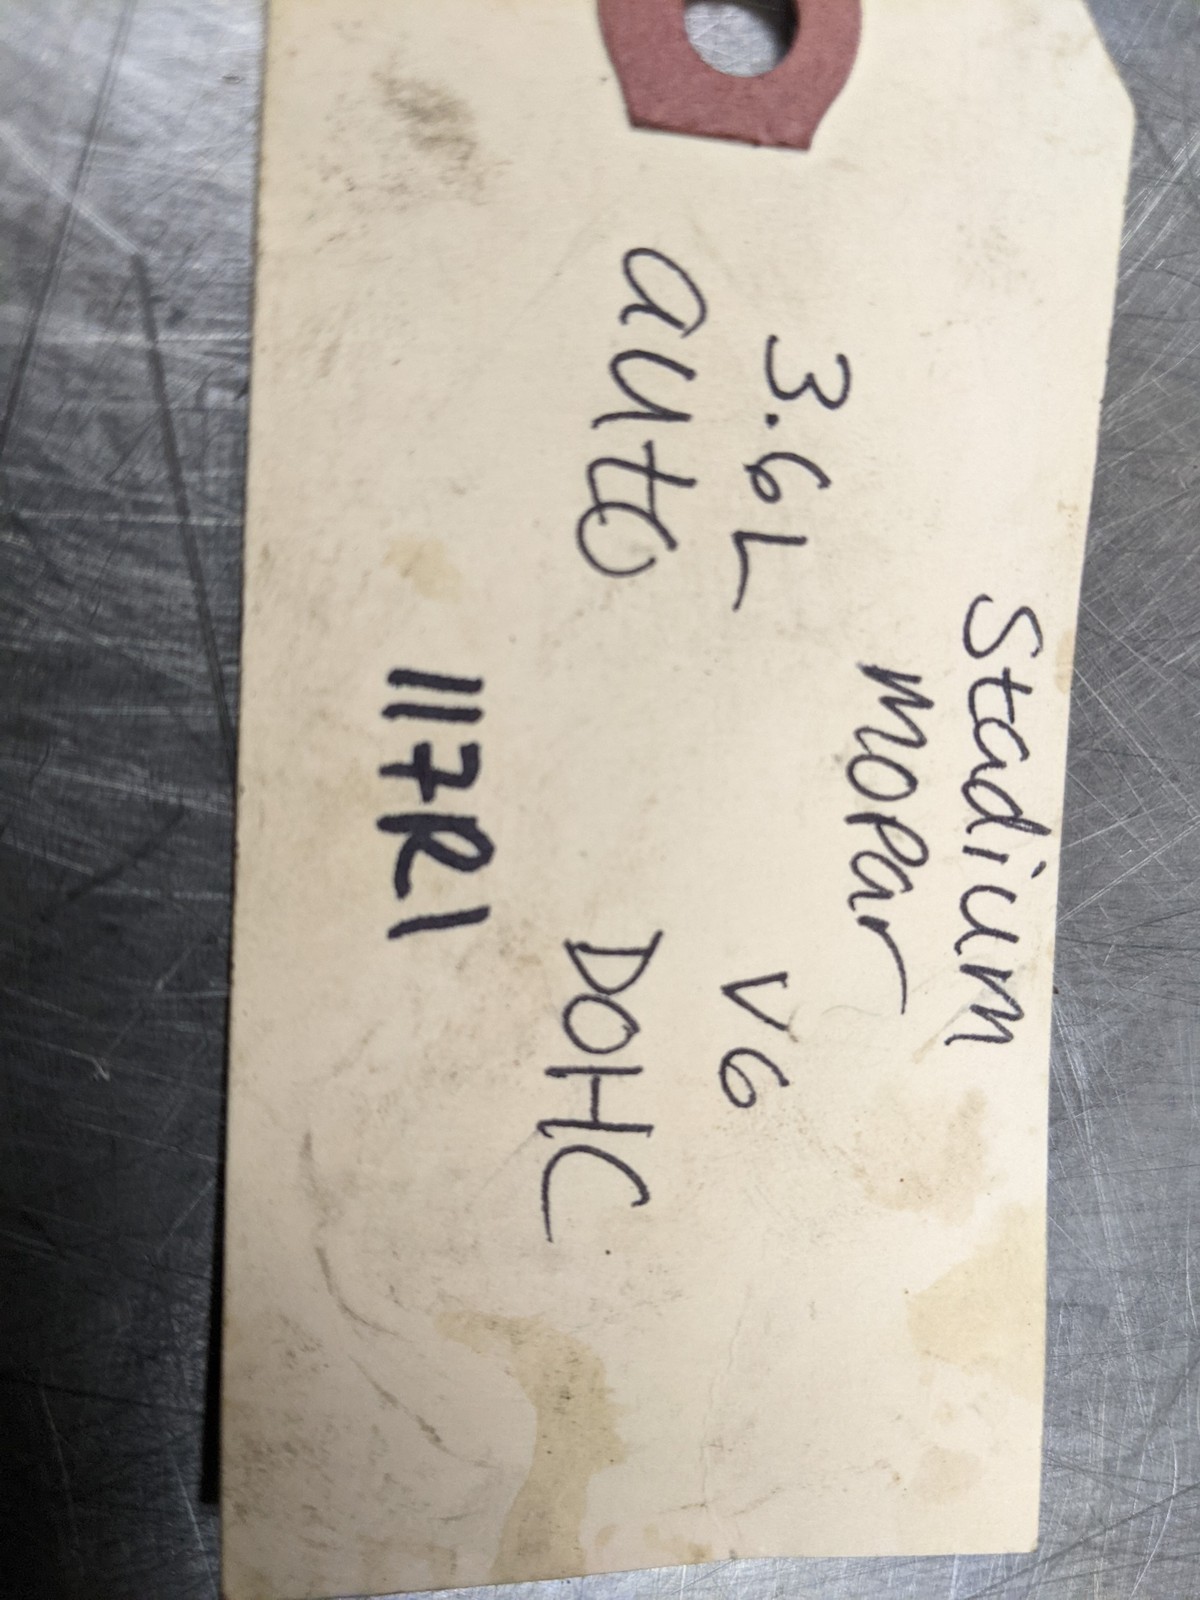 Stadium
mopar
3.6L V6
auto DOHC
117R1